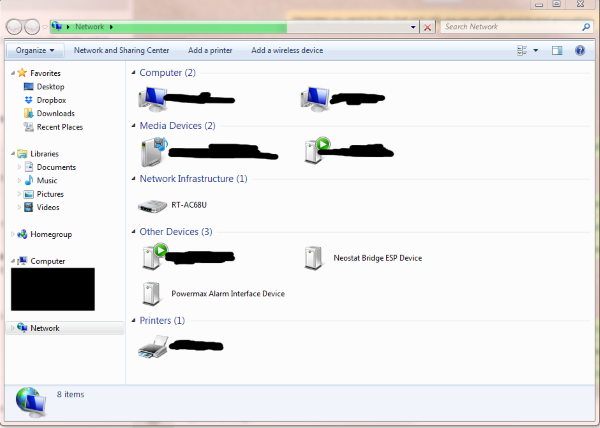 Network
Search Network
Organize Network and Sharing Center Add a printer Add a wireless device
Favorites
Desktop
Dropbox
Downloads
Recent Places
Libraries
Documents
Music
Pictures
Videos
Homegroup
Computer
Network
Computer (2)
Media Devices (2)
Network Infrastructure (1)
RT-AC68U
Other Devices (3)
Neostat Bridge ESP Device
Powermax Alarm Interface Device
Printers (1)
8 items